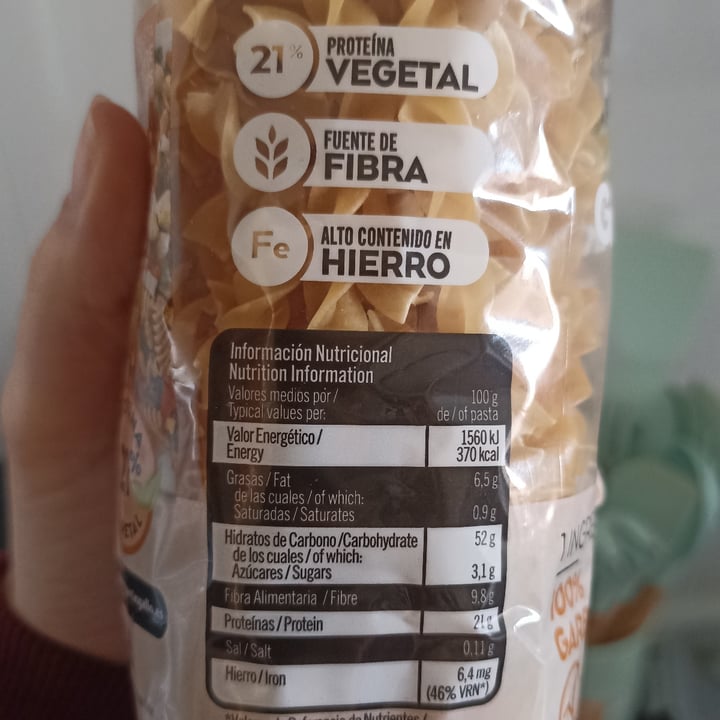 21%
PROTEÍNA
VEGETAL
FUENTE DE
FIBRA
Fe
ALTO CONTENIDO EN
HIERRO
Información Nutricional
Nutrition Information
Valores medios por / 100 g
Typical values per: de / of pasta
Valor Energético / 1560 kJ
Energy 370 kcal
Grasas / Fat 6,5 g
de las cuales / of which:
Saturadas / Saturates 0,9 g
Hidratos de Carbono / Carbohydrate 52 g
de los cuales / of which:
Azúcares / Sugars 3,1 g
Fibra Alimentaria / Fibre 9,8 g
Proteínas / Protein 21 g
Sal / Salt 0,11 g
Hierro / Iron 6,4 mg
(46% VRN*)
100%